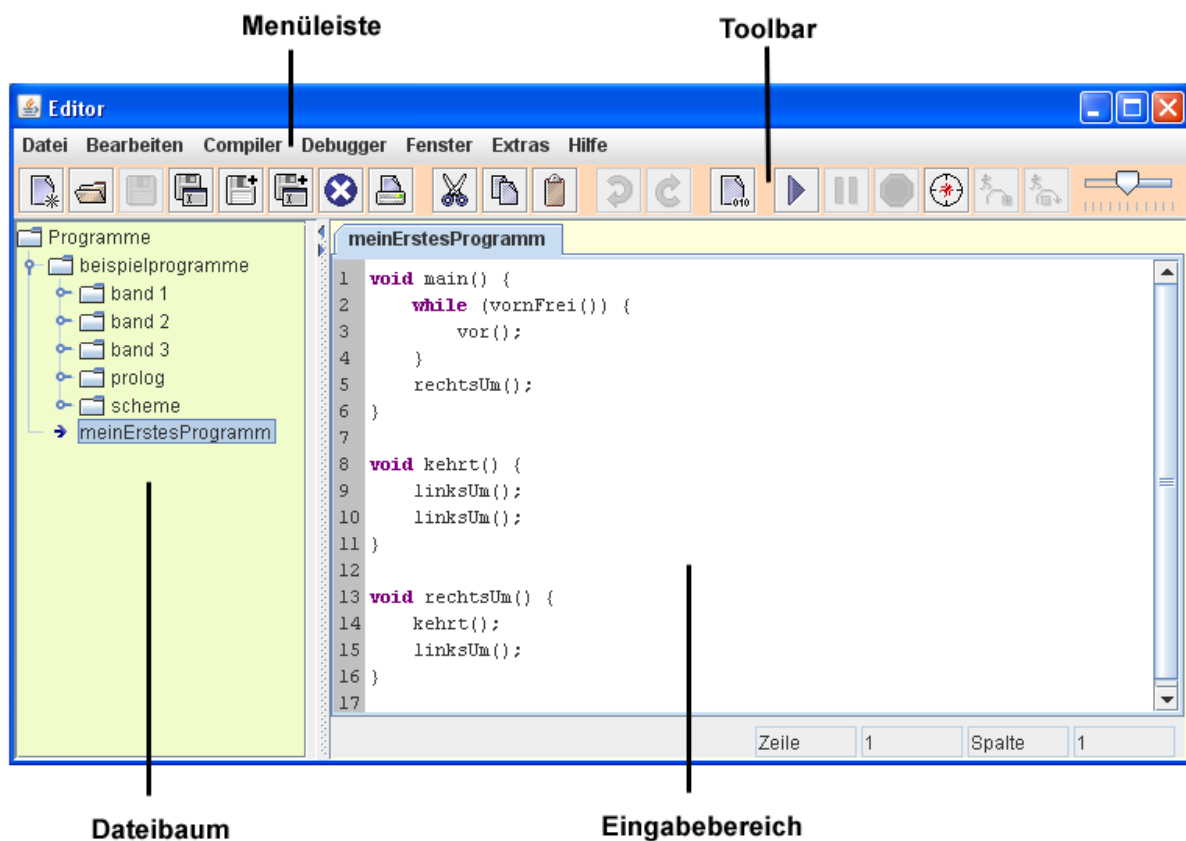 Menüleiste
Toolbar
Editor
Datei Bearbeiten Compiler Debugger Fenster Extras Hilfe
010
Programme
beispielprogramme
band 1
band 2
band 3
prolog
scheme
meinErstesProgramm
meinErstesProgramm
1 void main() {
2     while (vornFrei()) {
3         vor();
4     }
5     rechtsUm();
6 }
7
8 void kehrt() {
9     linksUm();
10     linksUm();
11 }
12
13 void rechtsUm() {
14     kehrt();
15     linksUm();
16 }
17
Zeile 1 Spalte 1
Dateibaum
Eingabebereich